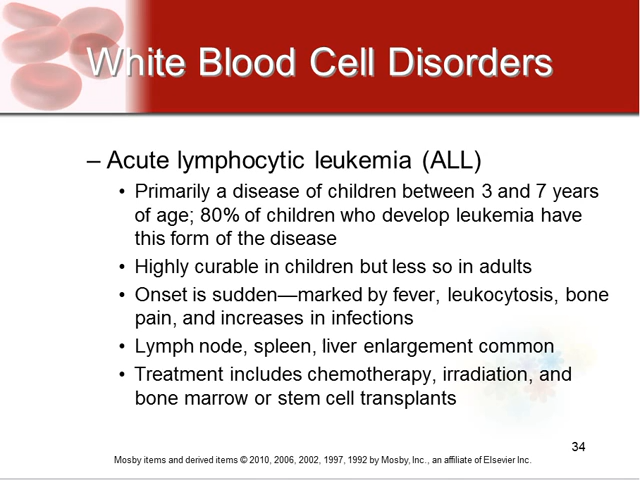 White Blood Cell Disorders
– Acute lymphocytic leukemia (ALL)
• Primarily a disease of children between 3 and 7 years
of age; 80% of children who develop leukemia have
this form of the disease
• Highly curable in children but less so in adults
• Onset is sudden—marked by fever, leukocytosis, bone
pain, and increases in infections
• Lymph node, spleen, liver enlargement common
• Treatment includes chemotherapy, irradiation, and
bone marrow or stem cell transplants
34
Mosby items and derived items © 2010, 2006, 2002, 1997, 1992 by Mosby, Inc., an affiliate of Elsevier Inc.